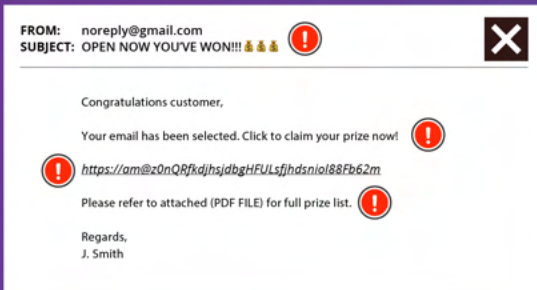 FROM: noreply@gmail.com
SUBJECT: OPEN NOW YOU'VE WON!!! 💰💰💰
Congratulations customer,
Your email has been selected. Click to claim your prize now!
https://am@z0nQRfkdjhsjdbgHFULsfjhdsniol88Fb62m
Please refer to attached (PDF FILE) for full prize list.
Regards,
J. Smith